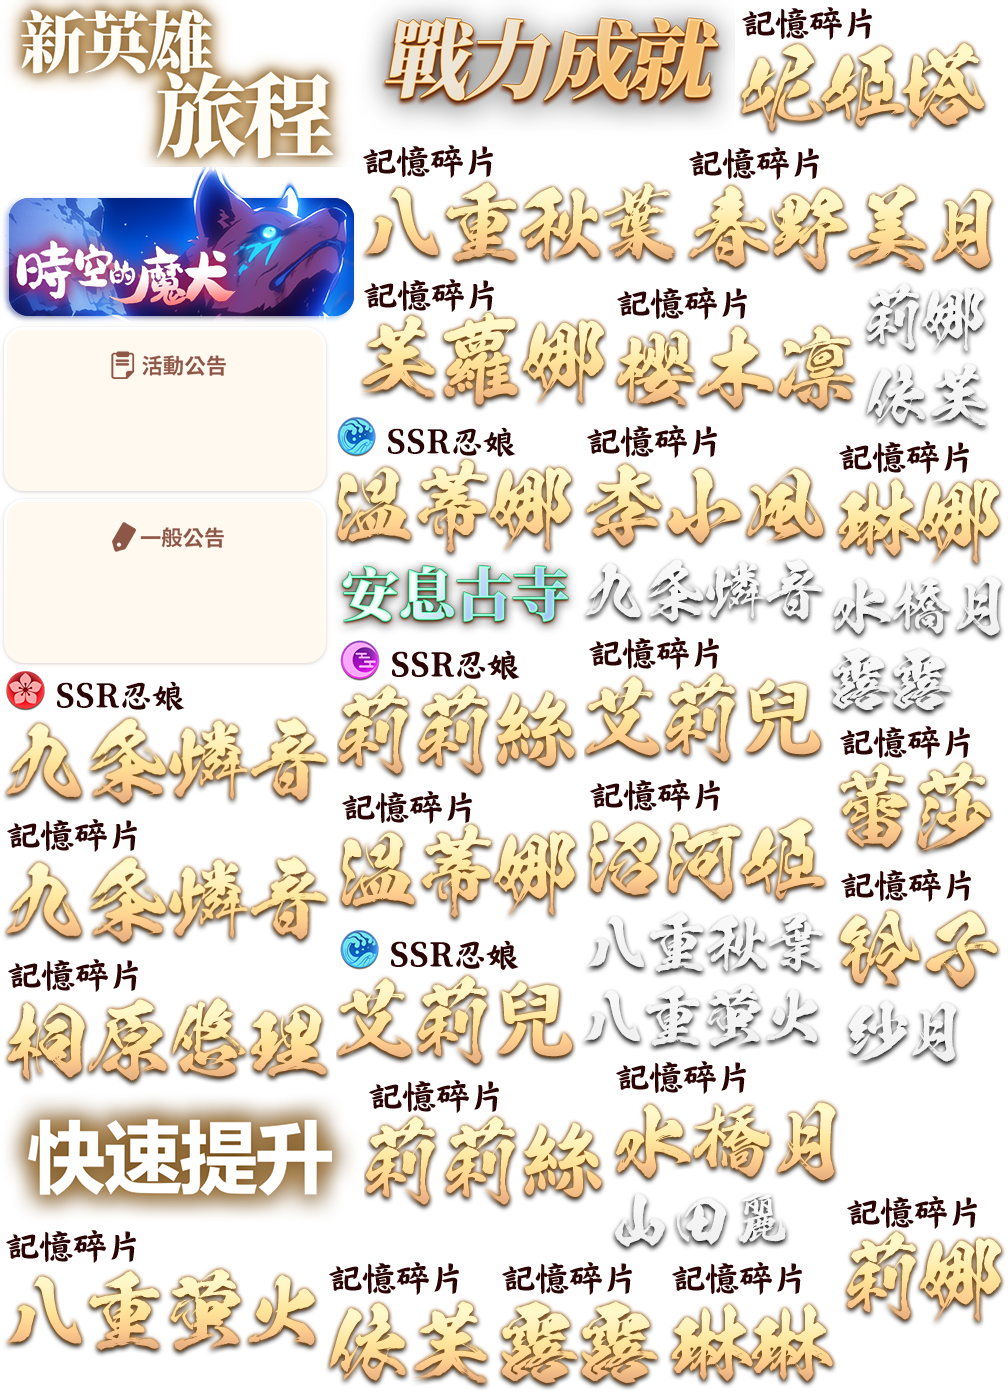 新英雄
旅程
戰力成就
記憶碎片
妮姬塔
記憶碎片
八重秋葉
記憶碎片
春野美月
時空的魔犬
記憶碎片
芙蘿娜
記憶碎片
櫻木凛
莉娜
依芙
活動公告
SSR忍娘
溫蒂娜
記憶碎片
李小風
記憶碎片
琳娜
一般公告
安息古寺
九条燐音
水橋月
露露
SSR忍娘
九条燐音
SSR忍娘
莉莉絲
記憶碎片
艾莉兒
記憶碎片
蕾莎
記憶碎片
九条燐音
記憶碎片
溫蒂娜
記憶碎片
沼河姬
記憶碎片
铃子
記憶碎片
桐原悠理
SSR忍娘
艾莉兒
八重秋葉
八重萤火
紗月
快速提升
記憶碎片
莉莉絲
記憶碎片
水橋月
山田麗
記憶碎片
莉娜
記憶碎片
八重萤火
記憶碎片
依芙
記憶碎片
露露
記憶碎片
琳琳